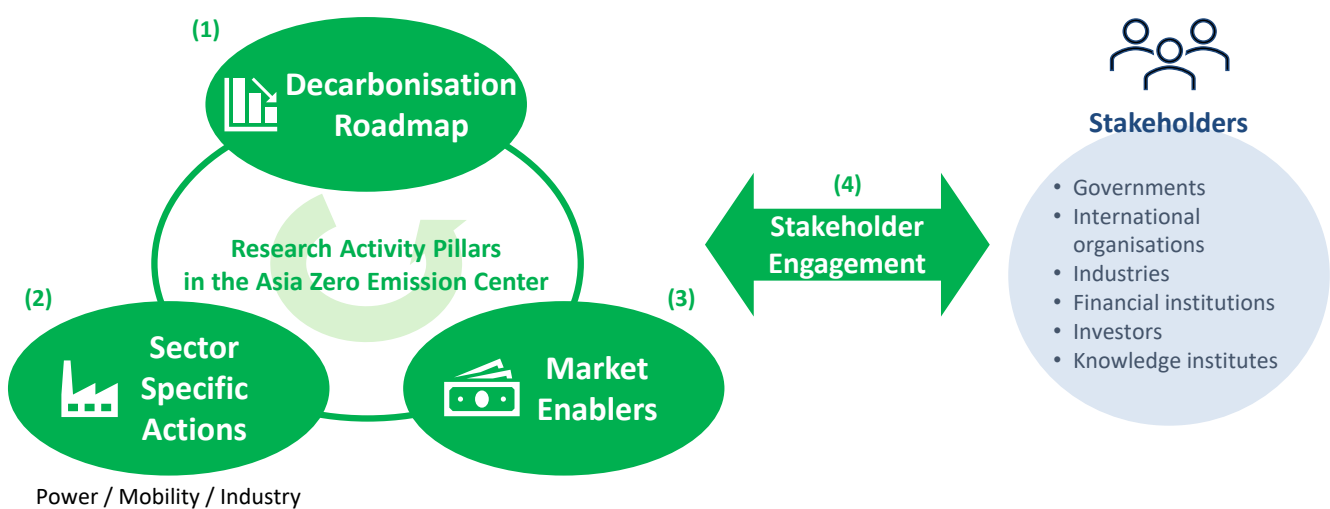 (1)
Decarbonisation
Roadmap
Research Activity Pillars
in the Asia Zero Emission Center
(2)
Sector
Specific
Actions
Power / Mobility / Industry
(3)
Market
Enablers
(4)
Stakeholder
Engagement
Stakeholders
• Governments
• International
organisations
• Industries
• Financial institutions
• Investors
• Knowledge institutes